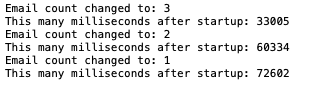 Email count changed to: 3
This many milliseconds after startup: 33005
Email count changed to: 2
This many milliseconds after startup: 60334
Email count changed to: 1
This many milliseconds after startup: 72602